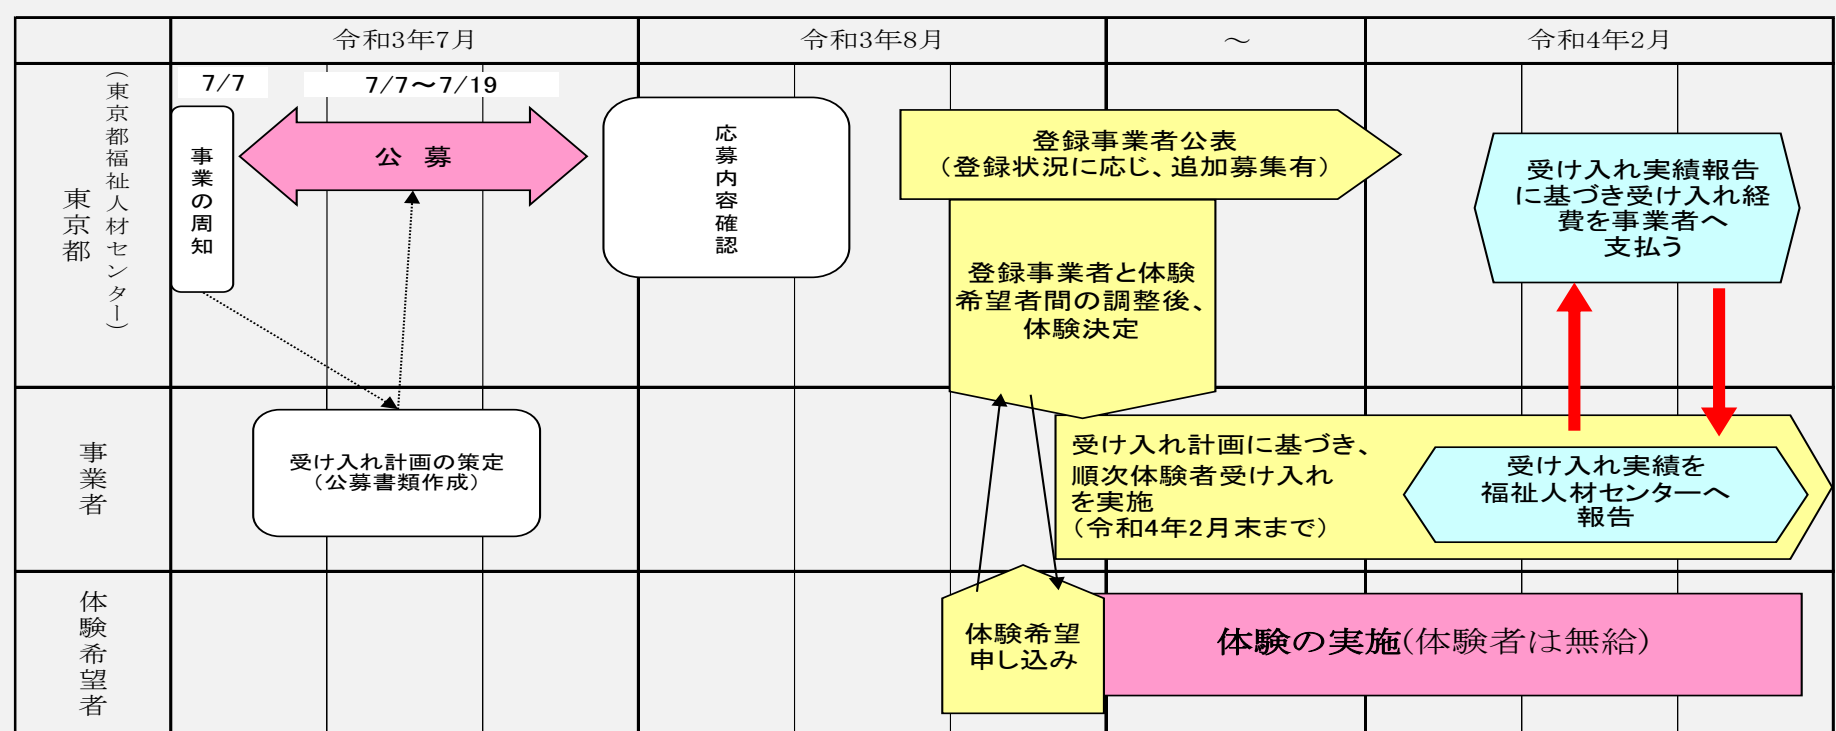 令和3年7月
令和3年8月
～
令和4年2月
東京都
（東京都福祉人材センター）
7/7
7/7～7/19
事業の周知
公 募
応募内容確認
登録事業者公表
（登録状況に応じ、追加募集有）
登録事業者と体験
希望者間の調整後、
体験決定
受け入れ実績報告
に基づき受け入れ経
費を事業者へ
支払う
事業者
受け入れ計画の策定
（公募書類作成）
受け入れ計画に基づき、
順次体験者受け入れ
を実施
（令和4年2月末まで）
受け入れ実績を
福祉人材センターへ
報告
体験希望者
体験希望
申し込み
体験の実施(体験者は無給)